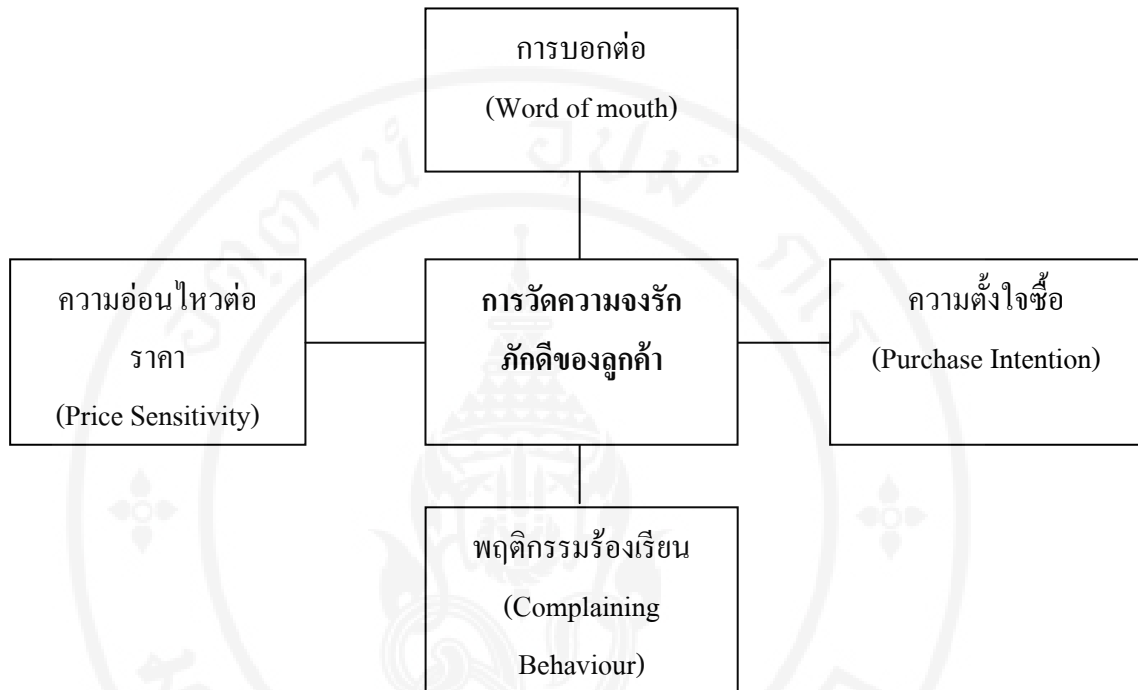 การบอกต่อ
(Word of mouth)
ความอ่อนไหวต่อ
ราคา
(Price Sensitivity)
การวัดความจงรัก
ภักดีของลูกค้า
ความตั้งใจซื้อ
(Purchase Intention)
พฤติกรรมร้องเรียน
(Complaining
Behaviour)